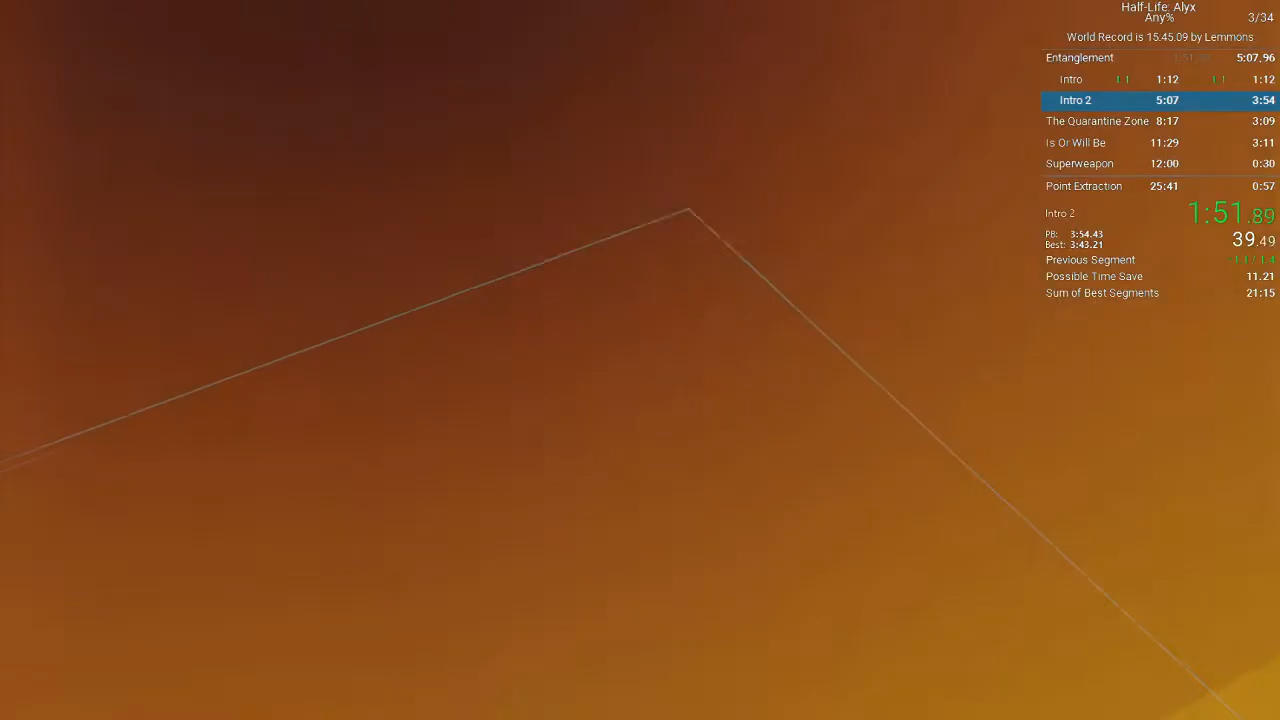 Half-Life: Alyx
Any% 3/34
World Record is 15:45.09 by Lemmons
Entanglement 5:07.96
Intro 1:12 1:12
Intro 2 5:07 3:54
The Quarantine Zone 8:17 3:09
Is Or Will Be 11:29 3:11
Superweapon 12:00 0:30
Point Extraction 25:41 0:57
Intro 2 1:51.89
PB: 3:54.43
Best: 3:43.21 39.49
Previous Segment
Possible Time Save 11.21
Sum of Best Segments 21:15